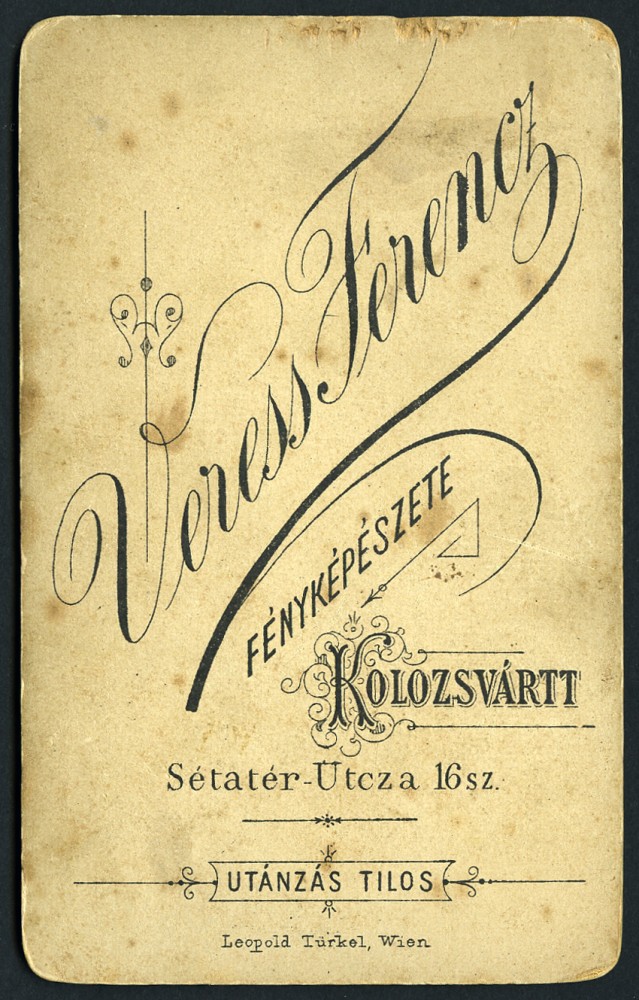 Veress Ferencz
FÉNYKÉPÉSZETE
KOLOZSVÁRTT
Sétatér-Utcza 16sz.
UTÁNZÁS TILOS
Leopold Türkel, Wien